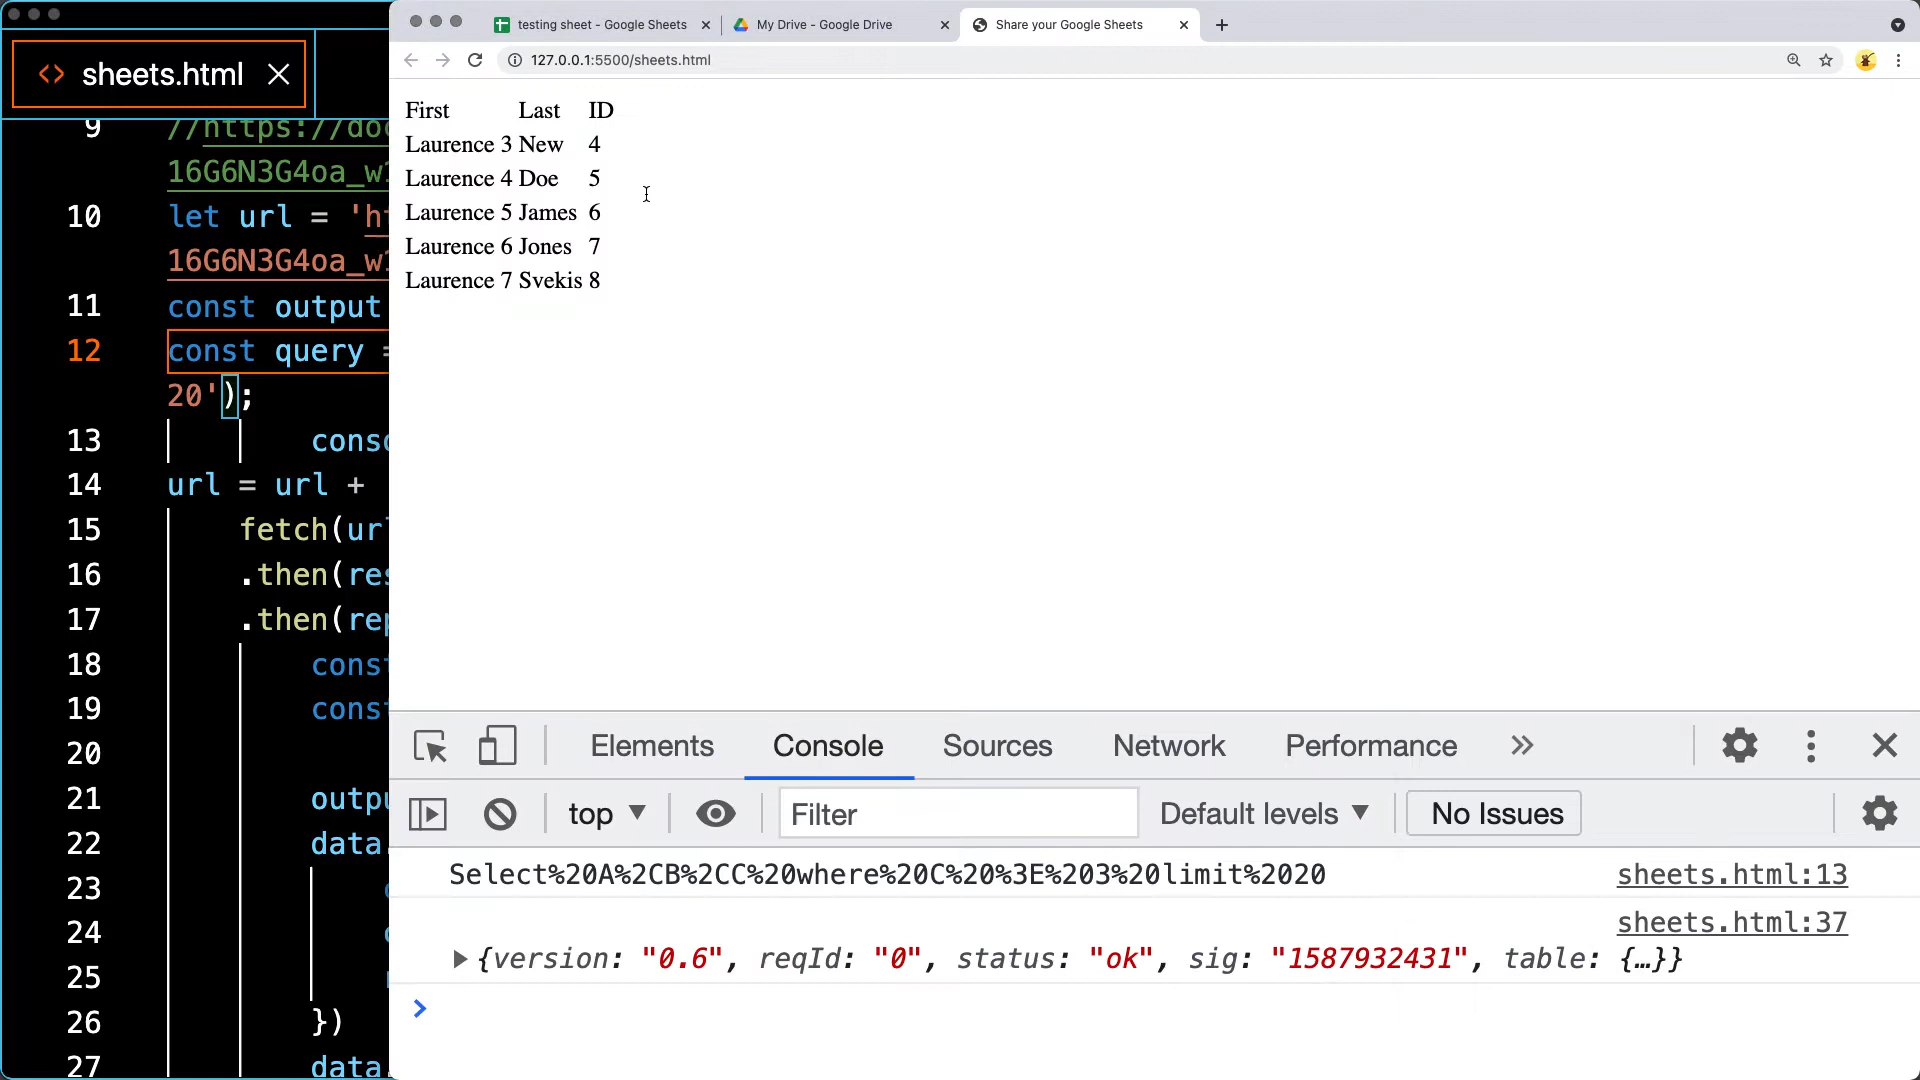 testing sheet - Google Sheets
My Drive - Google Drive
Share your Google Sheets
127.0.0.1:5500/sheets.html
<> sheets.html
First Last ID
Laurence 3 New 4
Laurence 4 Doe 5
Laurence 5 James 6
Laurence 6 Jones 7
Laurence 7 Svekis 8
9 //https://do
16G6N3G4oa_w
10 let url = 'h
16G6N3G4oa_w
11 const output
12 const query =
20');
13 conso
14 url = url +
15 fetch(ur
16 .then(res
17 .then(rep
18 cons
19 cons
20
21 outpu
22 data.
23
24
25
26 })
27 data.
Elements Console Sources Network Performance »
top Filter Default levels No Issues
Select%20A%2CB%2CC%20where%20C%20%3E%203%20limit%2020 sheets.html:13
sheets.html:37
{version: "0.6", reqId: "0", status: "ok", sig: "1587932431", table: {…}}
>